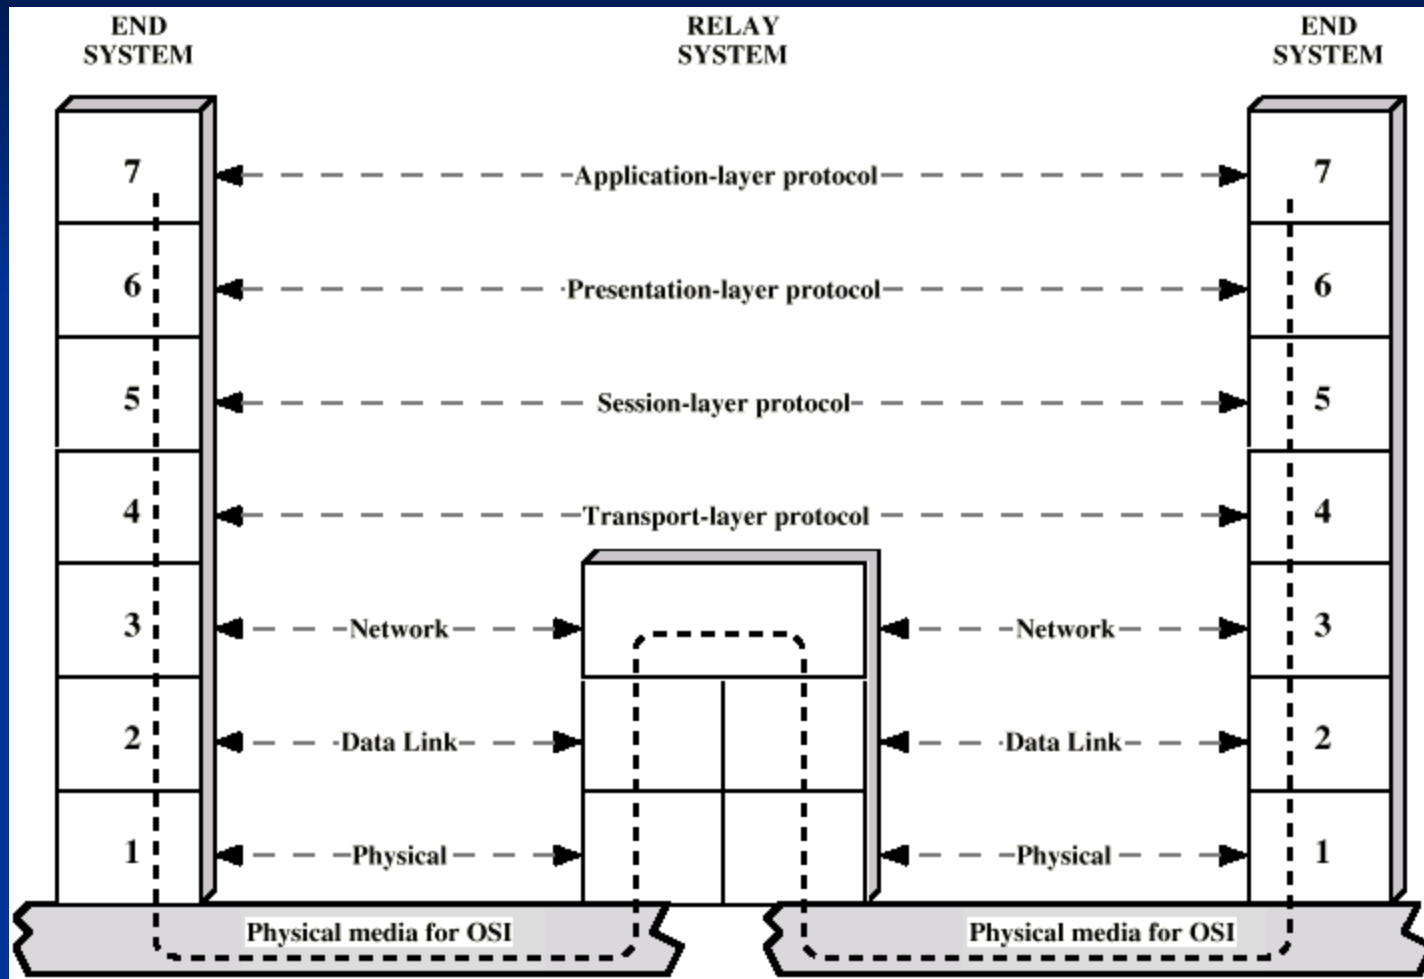 END
SYSTEM
RELAY
SYSTEM
END
SYSTEM
7
Application-layer protocol
7
6
Presentation-layer protocol
6
5
Session-layer protocol
5
4
Transport-layer protocol
4
3
Network
Network
3
2
Data Link
Data Link
2
1
Physical
Physical
1
Physical media for OSI
Physical media for OSI